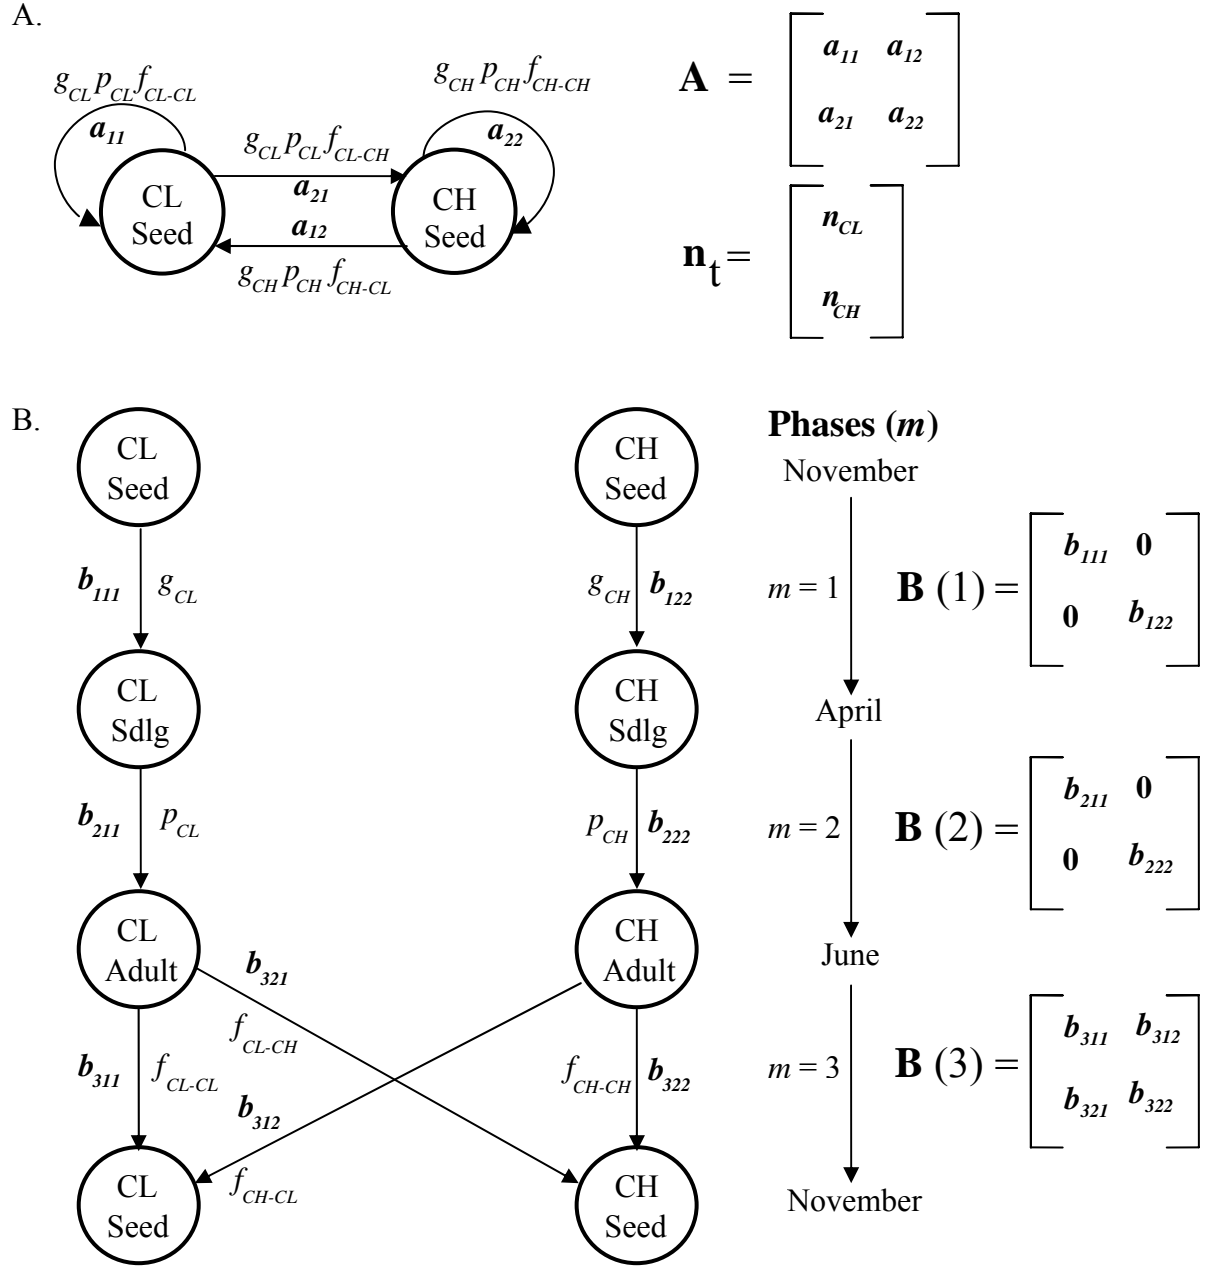 A.
g_CL p_CL f_CL-CL
a_11
g_CH p_CH f_CH-CH
a_22
g_CL p_CL f_CL-CH
a_21
a_12
g_CH p_CH f_CH-CL
CL
Seed
CH
Seed
A =
a_11 a_12
a_21 a_22
n_t =
n_CL
n_CH
B.
CL
Seed
CH
Seed
Phases (m)
November
b_111 g_CL
g_CH b_122
m = 1
B (1) =
b_111 0
0 b_122
CL
Sdlg
CH
Sdlg
April
b_211 p_CL
p_CH b_222
m = 2
B (2) =
b_211 0
0 b_222
CL
Adult
CH
Adult
June
b_321
f_CL-CH
b_311 f_CL-CL
b_312
f_CH-CL
f_CH-CH b_322
m = 3
B (3) =
b_311 b_312
b_321 b_322
CL
Seed
CH
Seed
November